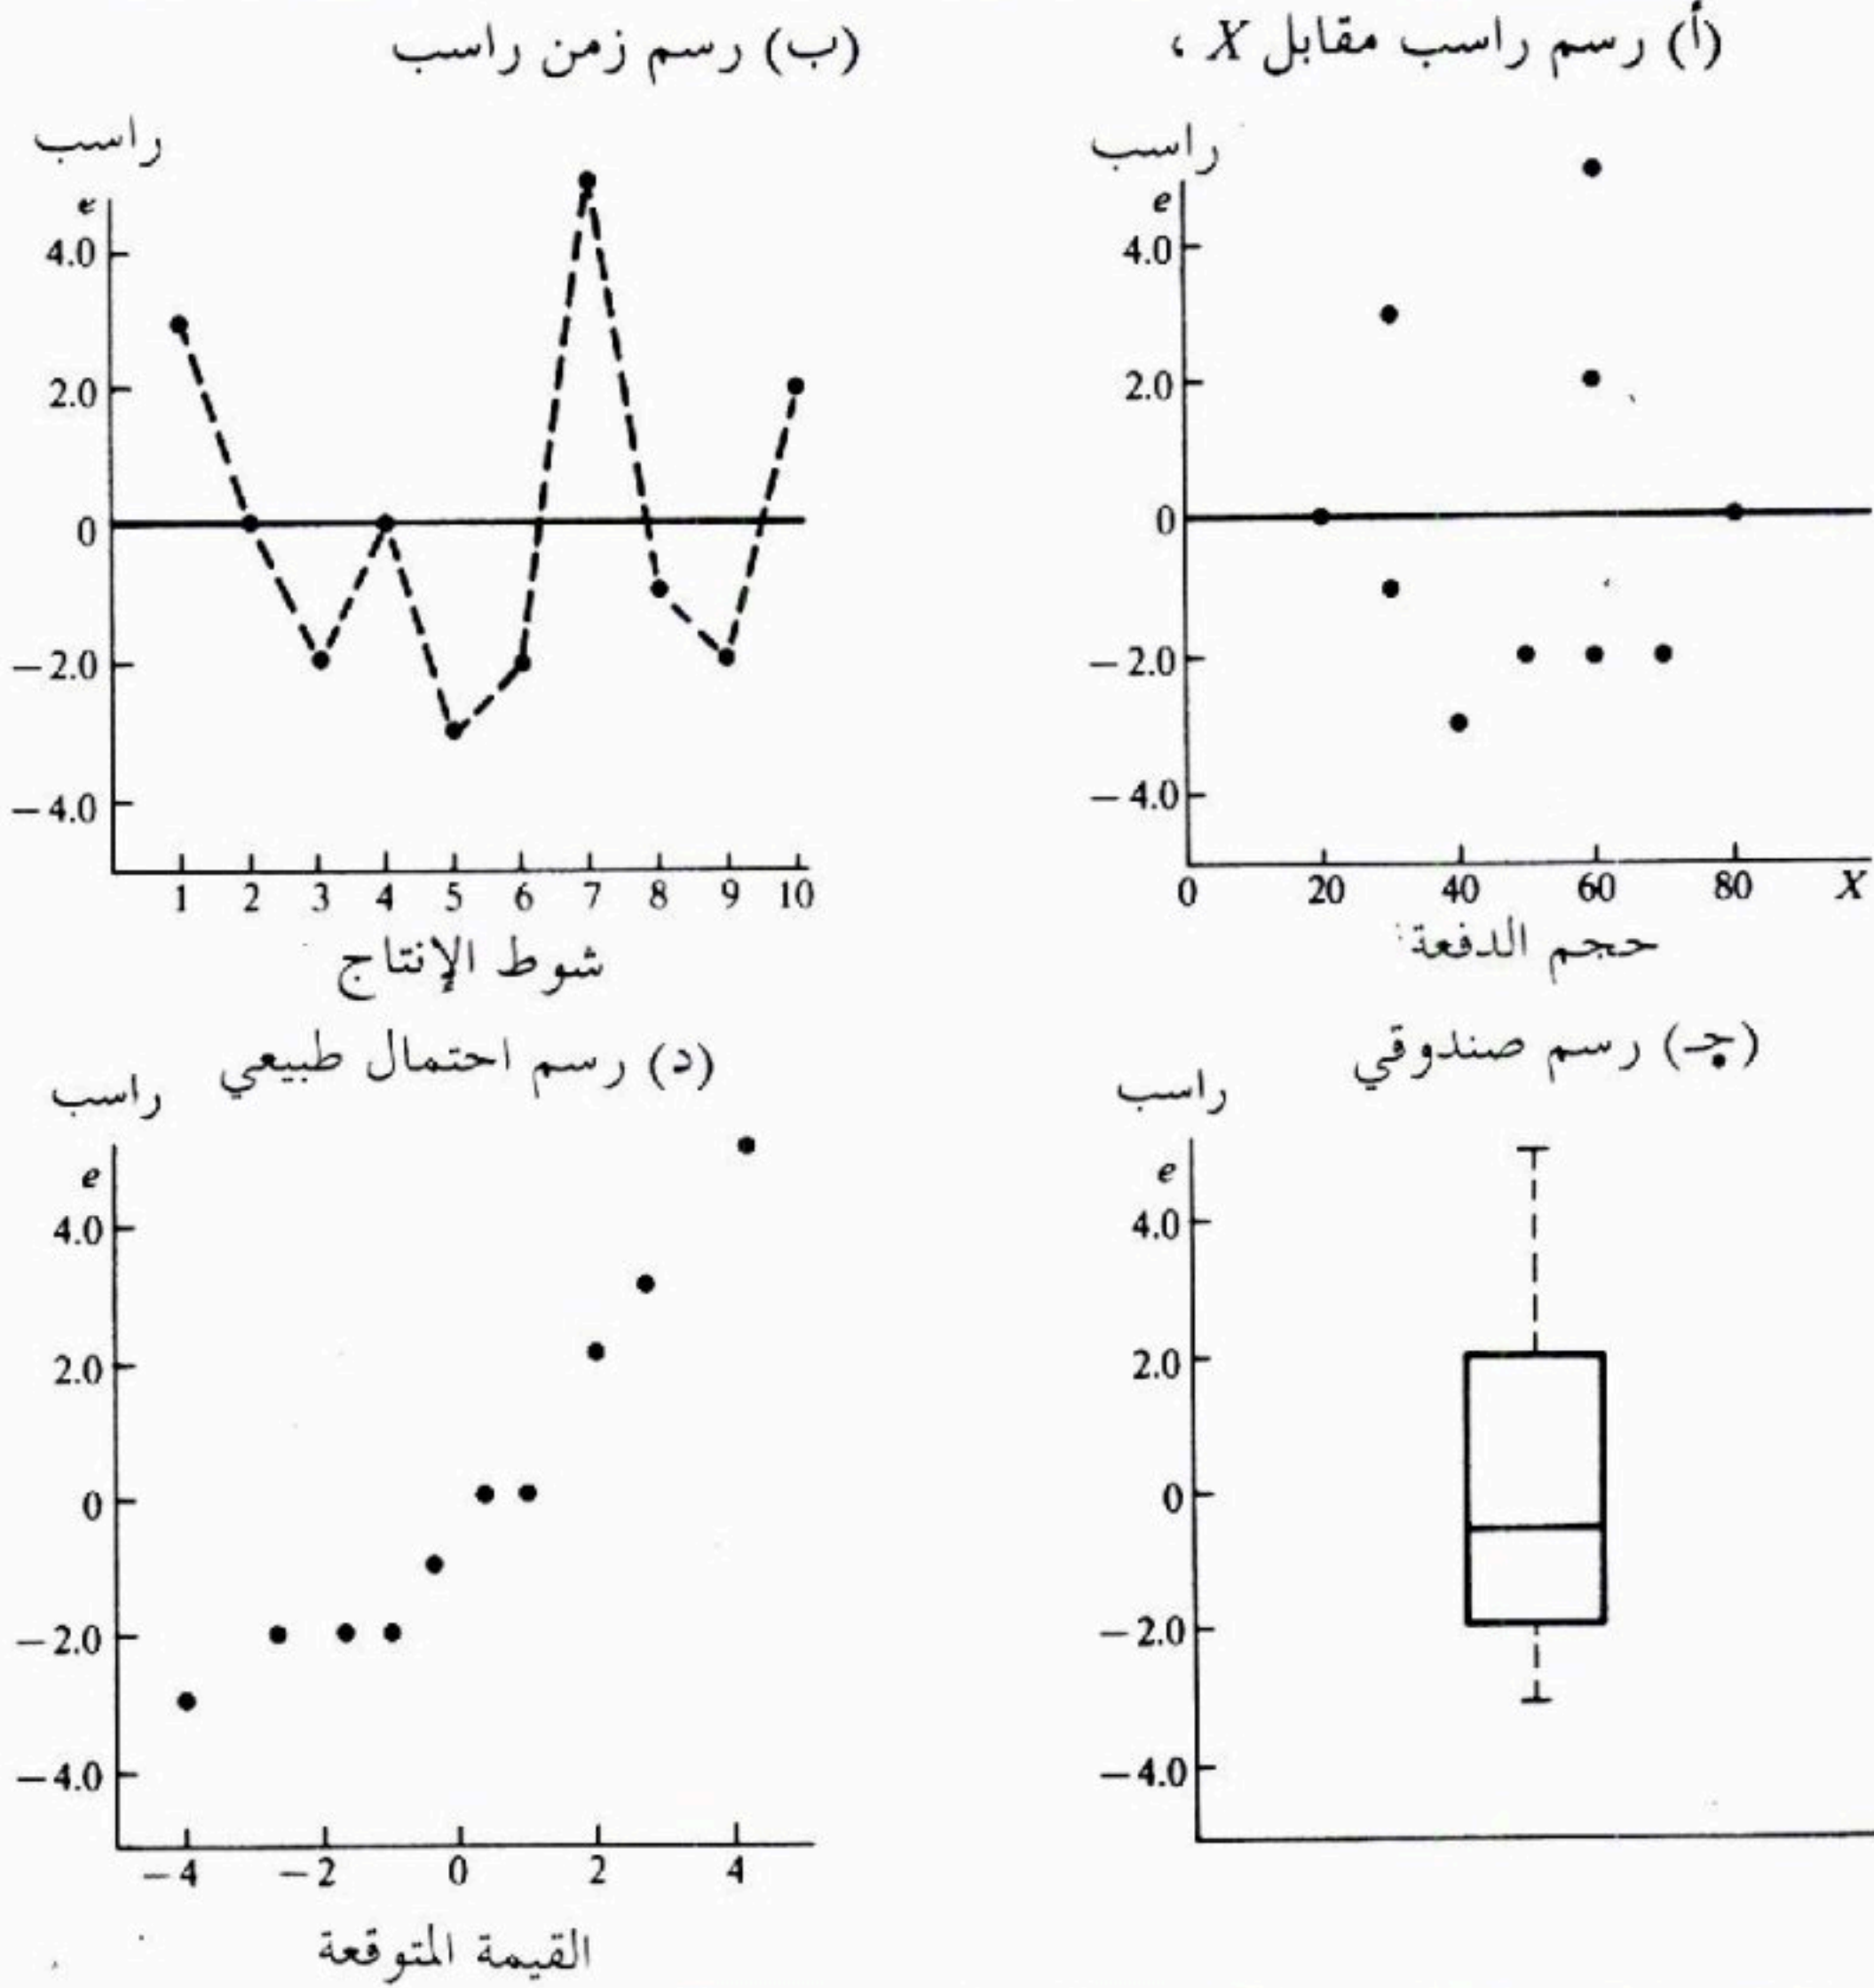 (أ) رسم راسب مقابل X ،
راسب
e
4.0
2.0
0
−2.0
−4.0
0 20 40 60 80 X
حجم الدفعة
(ب) رسم زمن راسب
راسب
e
4.0
2.0
0
−2.0
−4.0
1 2 3 4 5 6 7 8 9 10
شوط الإنتاج
(جـ) رسم صندوقي
راسب
e
4.0
2.0
0
−2.0
−4.0
(د) رسم احتمال طبيعي
راسب
e
4.0
2.0
0
−2.0
−4.0
−4 −2 0 2 4
القيمة المتوقعة